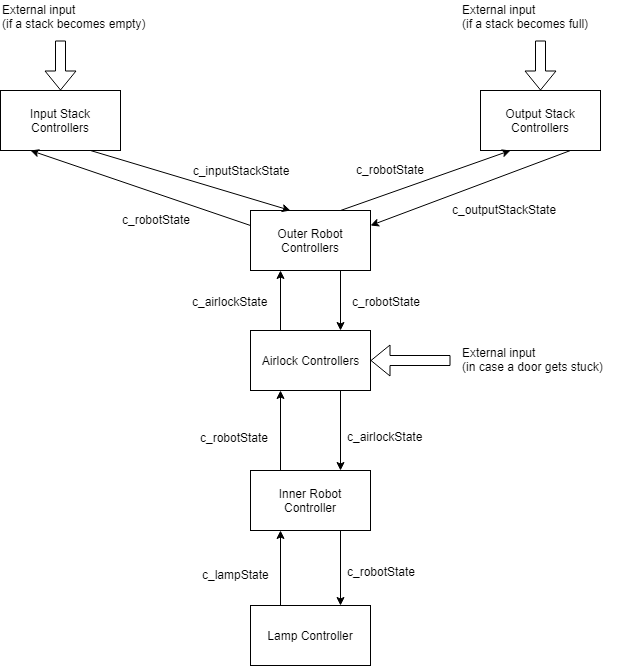 External input
(if a stack becomes empty)
External input
(if a stack becomes full)
Input Stack
Controllers
Output Stack
Controllers
c_inputStackState
c_robotState
c_robotState
c_outputStackState
Outer Robot
Controllers
c_airlockState
c_robotState
Airlock Controllers
External input
(in case a door gets stuck)
c_robotState
c_airlockState
Inner Robot
Controller
c_lampState
c_robotState
Lamp Controller